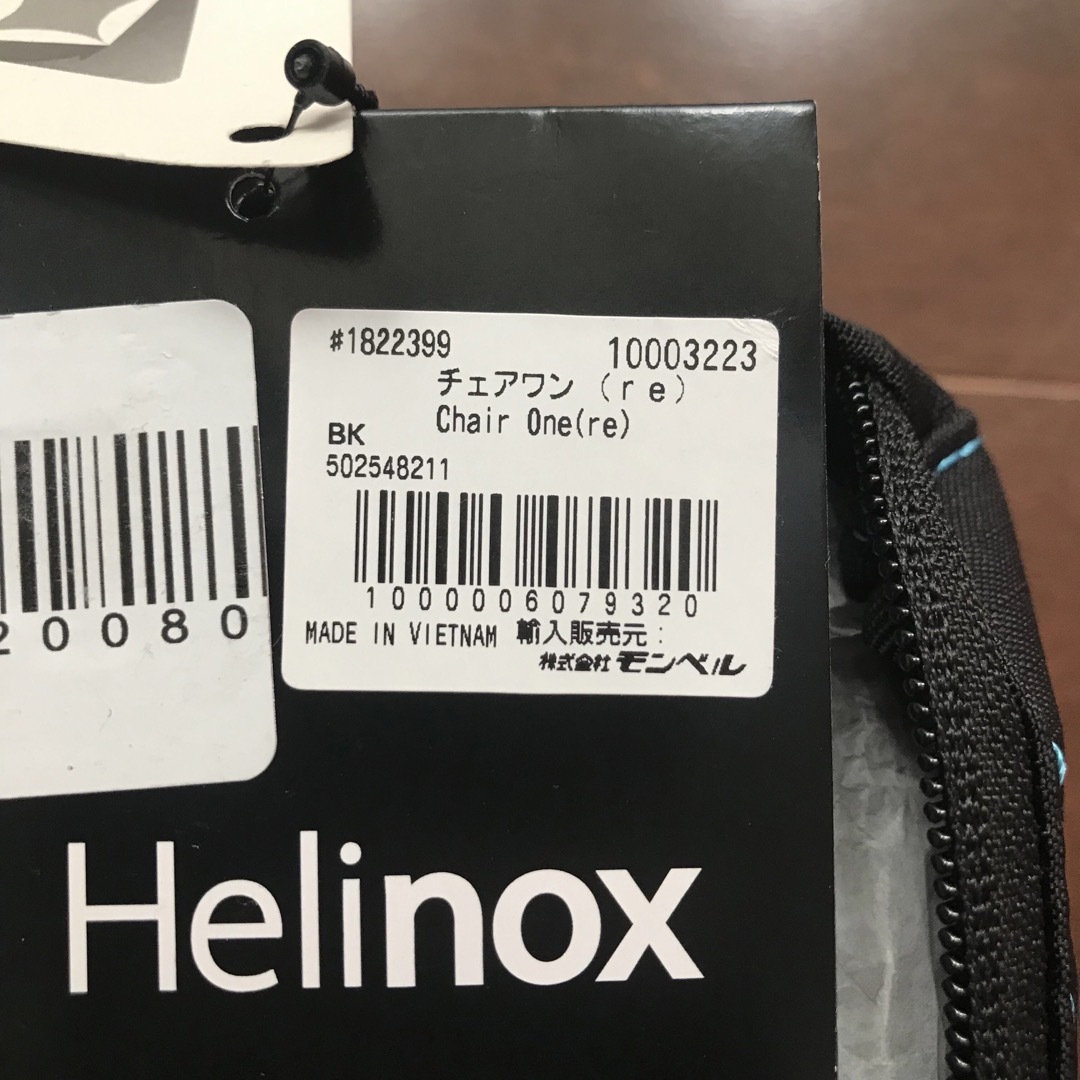 #1822399 10003223
チェアワン (re)
Chair One(re)
BK
502548211
1000006079320
MADE IN VIETNAM 輸入販売元:
株式会社 モンベル
20080
Helinox